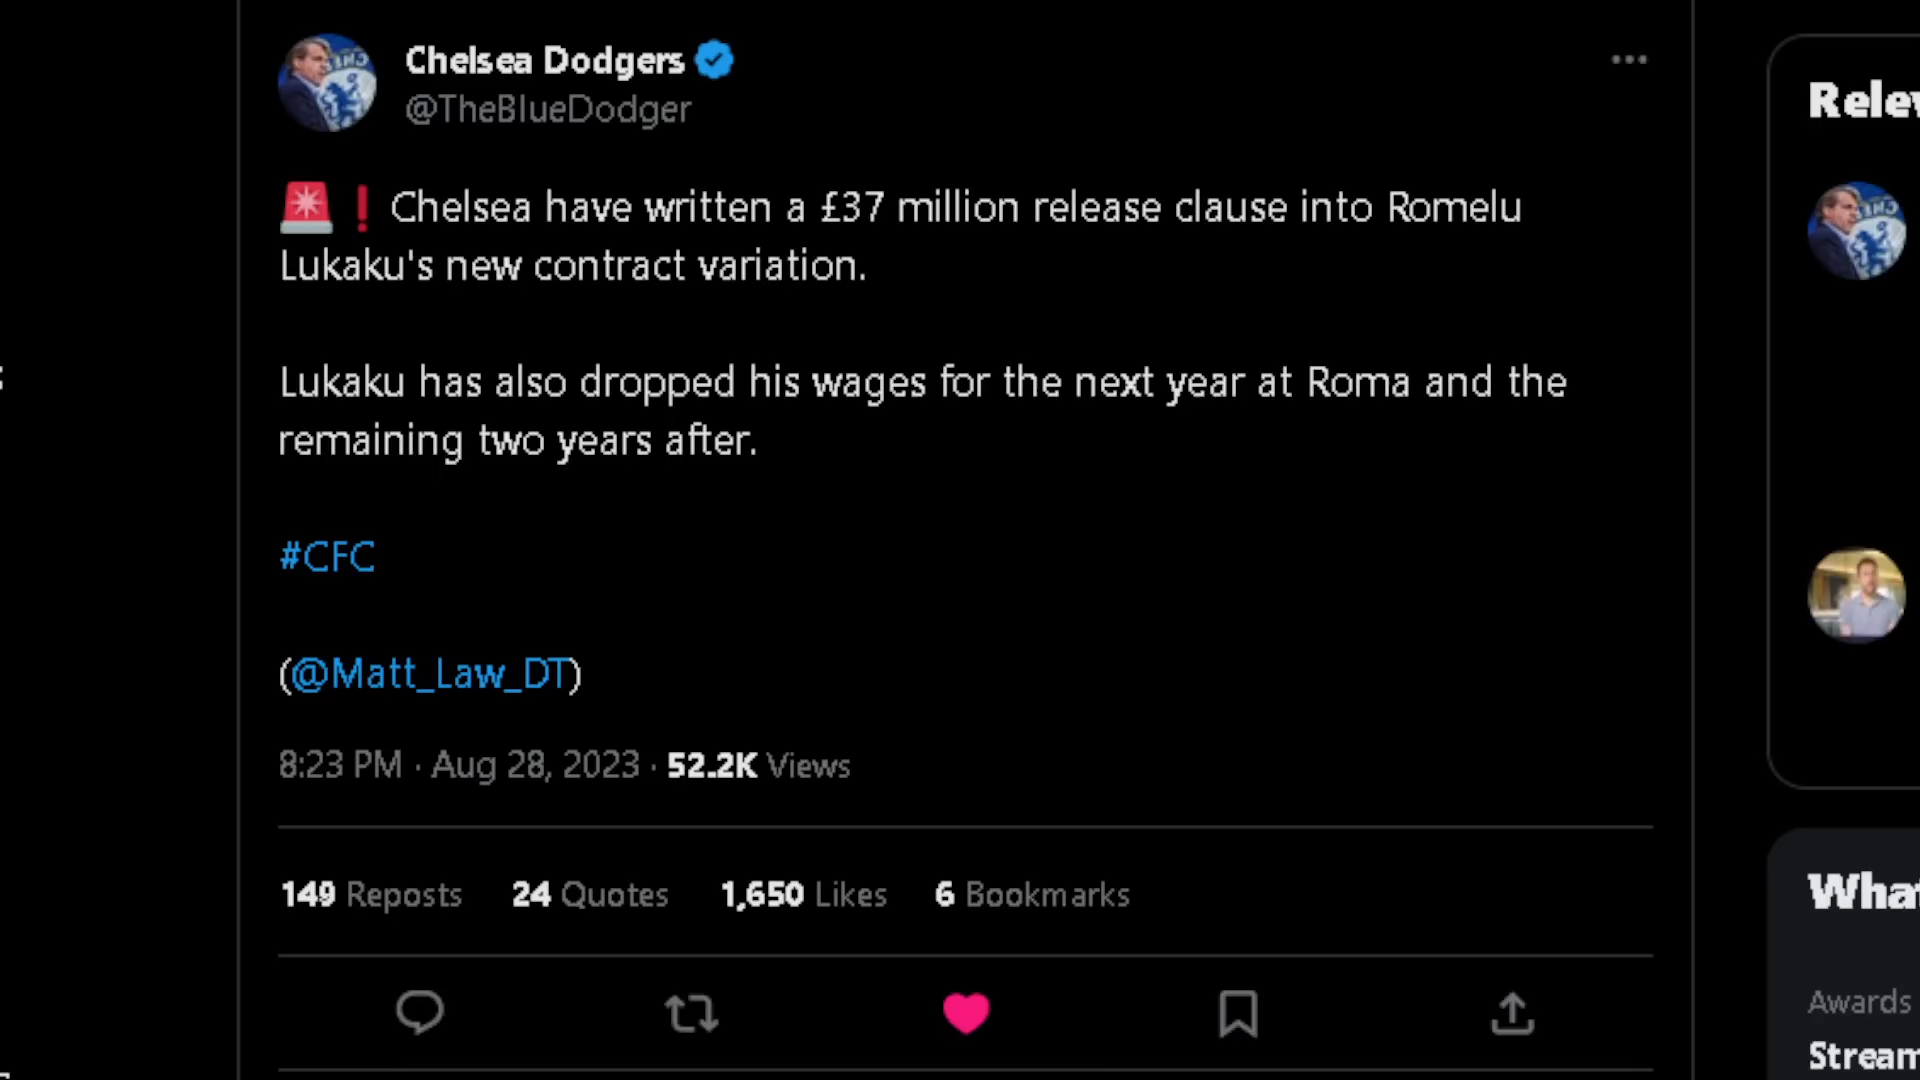 Chelsea Dodgers
@TheBlueDodger
🚨❗ Chelsea have written a £37 million release clause into Romelu
Lukaku's new contract variation.
Lukaku has also dropped his wages for the next year at Roma and the
remaining two years after.
#CFC
(@Matt_Law_DT)
8:23 PM · Aug 28, 2023 · 52.2K Views
149 Reposts 24 Quotes 1,650 Likes 6 Bookmarks
Awards